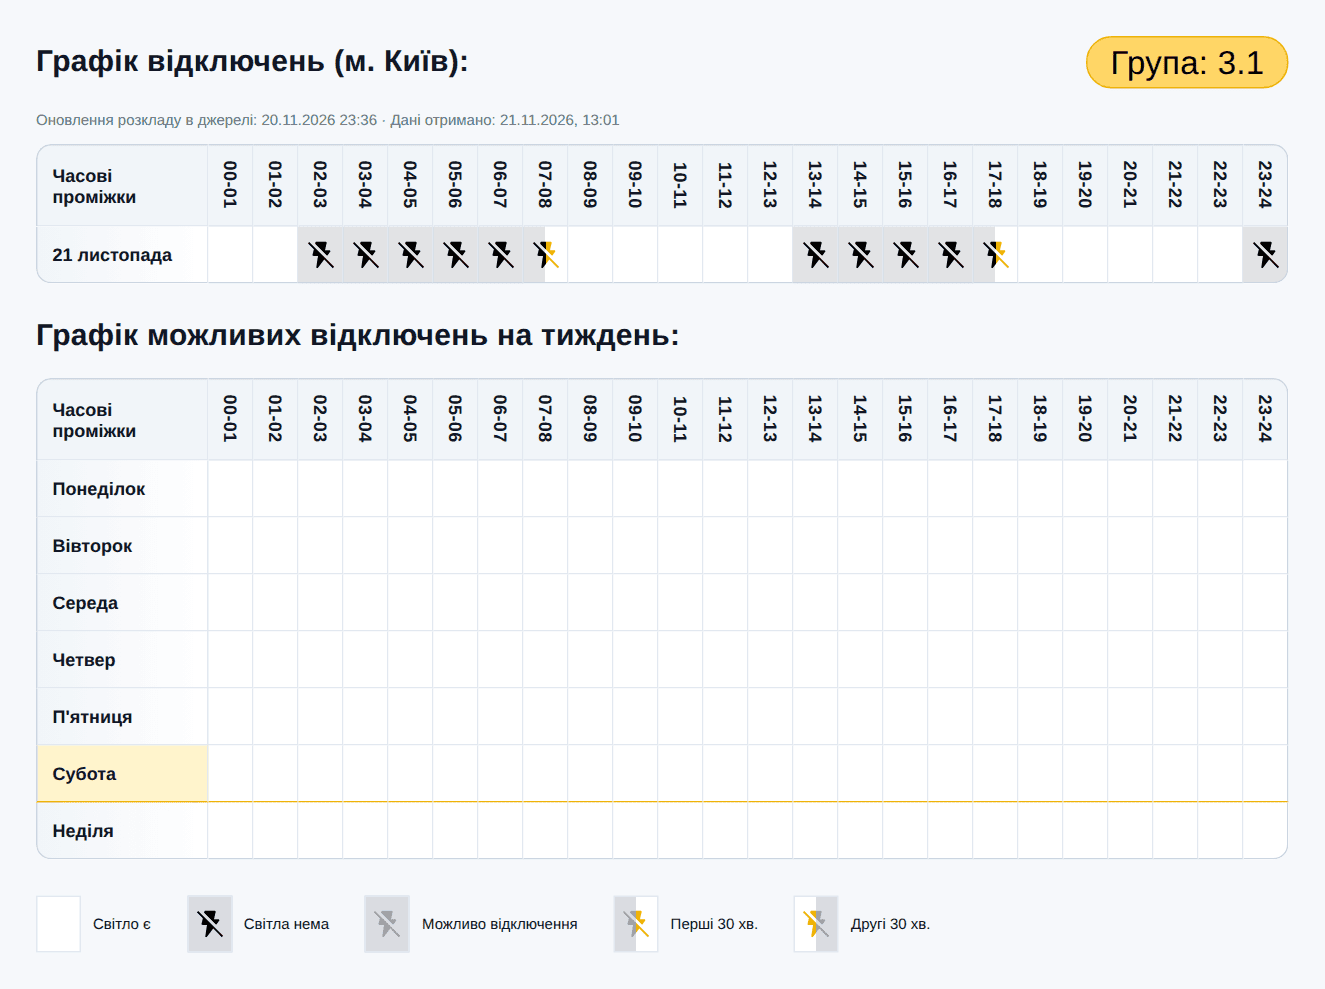 Графік відключень (м. Київ):
Група: 3.1
Оновлення розкладу в джерелі: 20.11.2026 23:36 · Дані отримано: 21.11.2026, 13:01
Часові проміжки 00-01 01-02 02-03 03-04 04-05 05-06 06-07 07-08 08-09 09-10 10-11 11-12 12-13 13-14 14-15 15-16 16-17 17-18 18-19 19-20 20-21 21-22 22-23 23-24
21 листопада
Графік можливих відключень на тиждень:
Часові проміжки 00-01 01-02 02-03 03-04 04-05 05-06 06-07 07-08 08-09 09-10 10-11 11-12 12-13 13-14 14-15 15-16 16-17 17-18 18-19 19-20 20-21 21-22 22-23 23-24
Понеділок
Вівторок
Середа
Четвер
П'ятниця
Субота
Неділя
Світло є Світла нема Можливо відключення Перші 30 хв. Другі 30 хв.